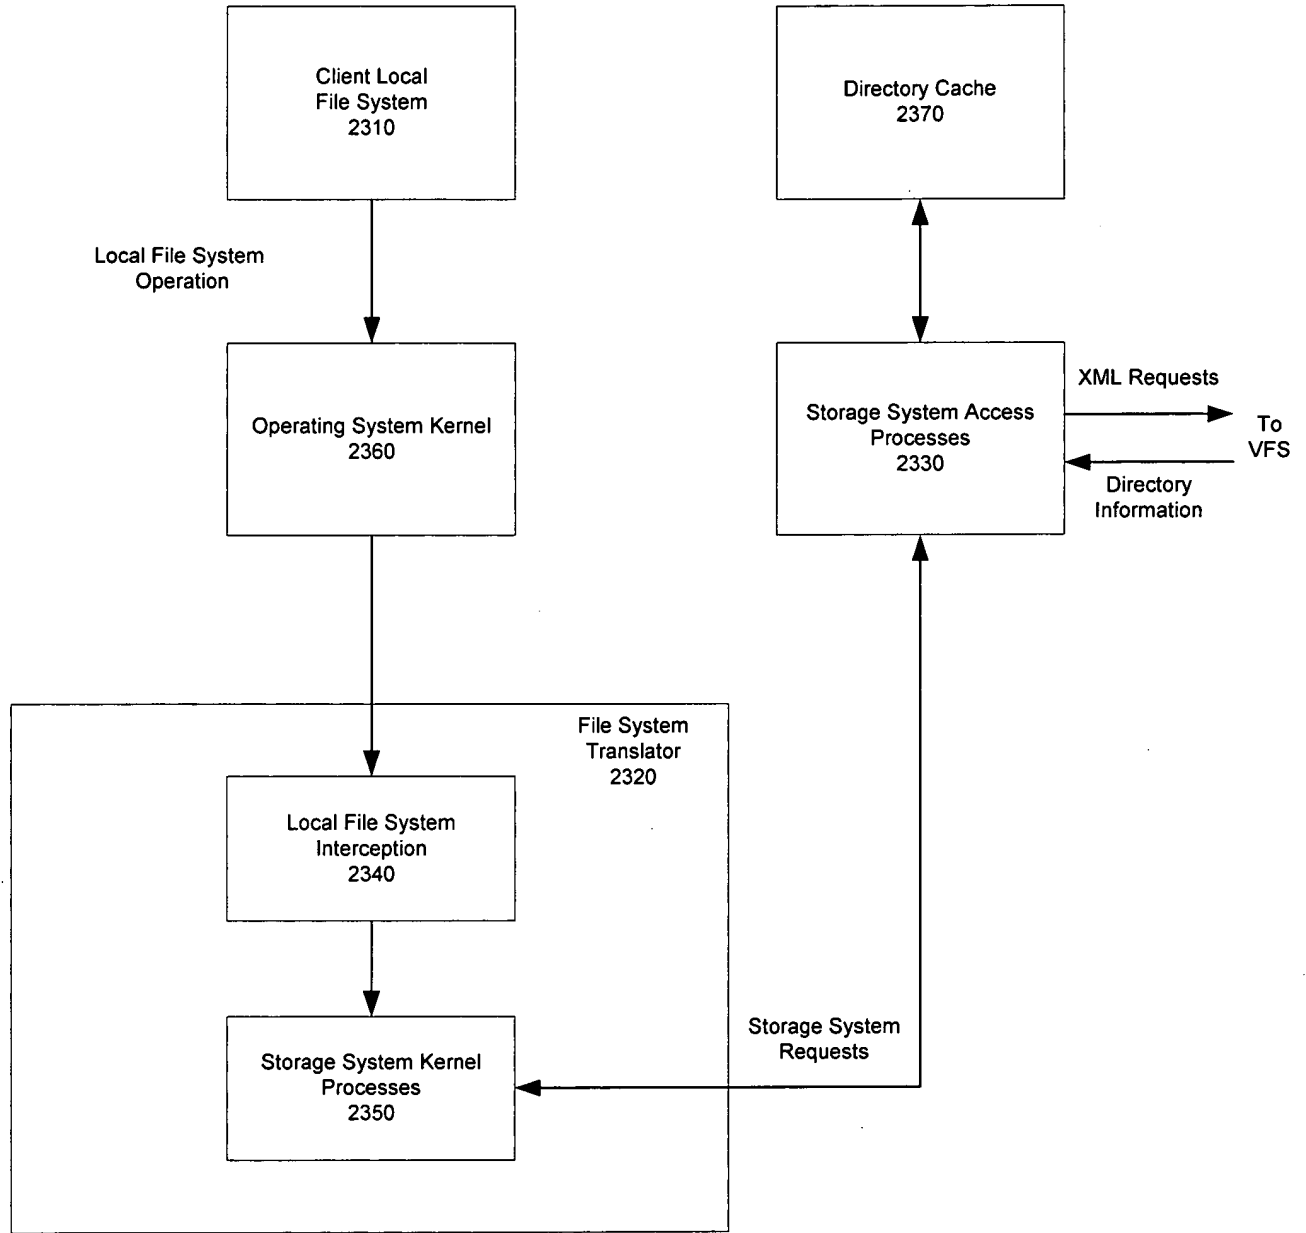 Client Local
File System
2310
Directory Cache
2370
Local File System
Operation
Operating System Kernel
2360
Storage System Access
Processes
2330
XML Requests
To
VFS
Directory
Information
File System
Translator
2320
Local File System
Interception
2340
Storage System Kernel
Processes
2350
Storage System
Requests